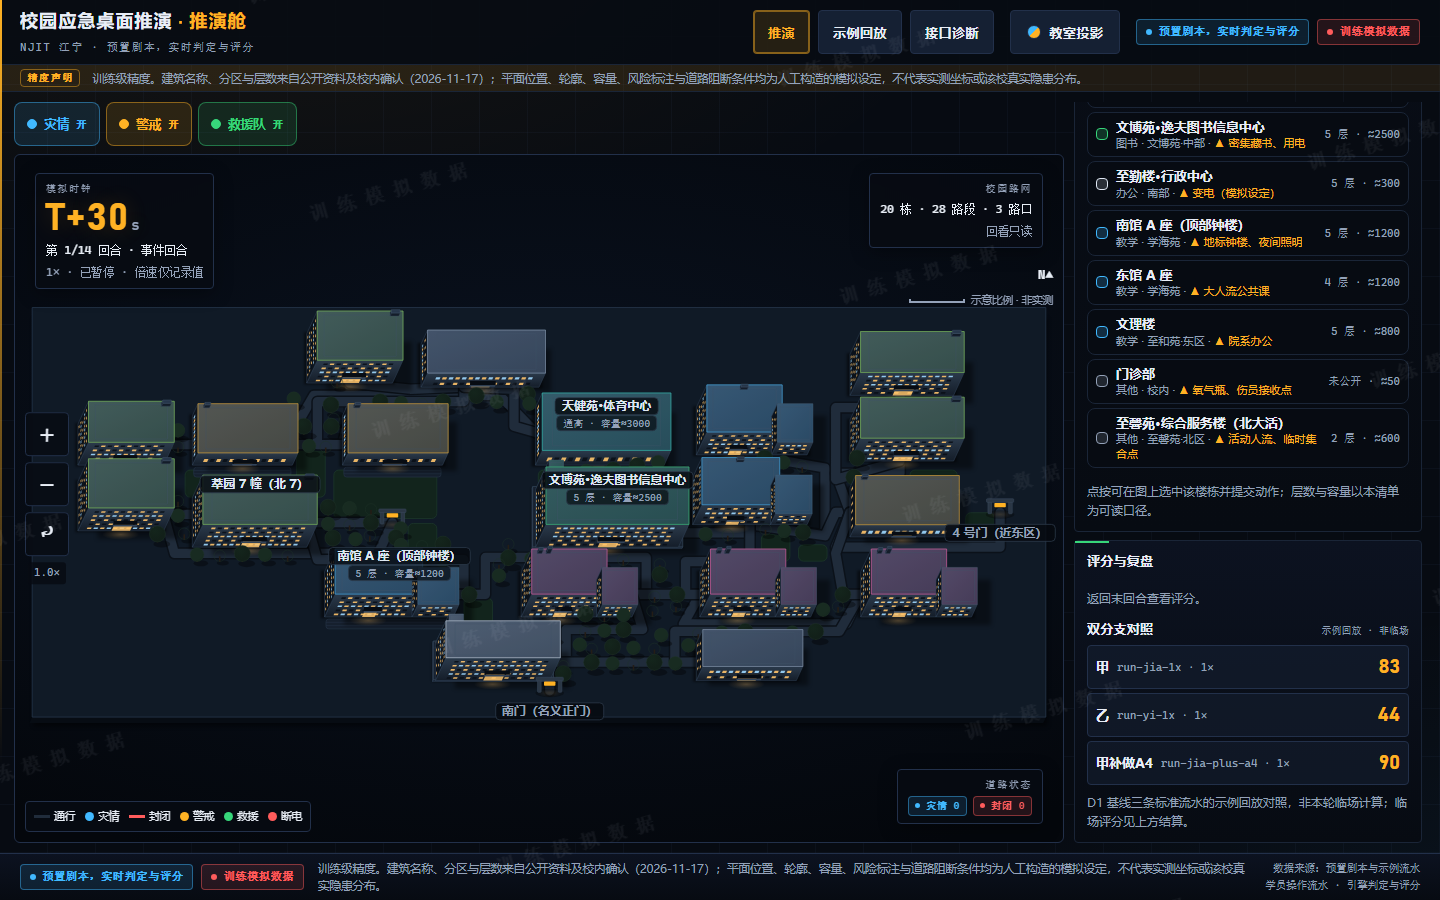 校园应急桌面推演 · 推演舱
NJIT 江宁 · 预置剧本，实时判定与评分
推演
示例回放
接口诊断
教室投影
预置剧本，实时判定与评分
训练模拟数据
精度声明
训练级精度。建筑名称、分区与层数来自公开资料及校内确认（2026-11-17）；平面位置、轮廓、容量、风险标注与道路阻断条件均为人工构造的模拟设定，不代表实测坐标或该校真实隐患分布。
灾情 开
警戒 开
救援队 开
模拟时钟
T+30s
第 1/14 回合 · 事件回合
1× · 已暂停 · 倍速仅记录值
校园路网
20 栋 · 28 路段 · 3 路口
回看只读
N▲
示意比例 · 非实测
天健苑•体育中心
通高 · 容量≈3000
文博苑•逸夫图书信息中心
5 层 · 容量≈2500
萃园 7 幢（北 7）
4 号门（近东区）
南馆 A 座（顶部钟楼）
5 层 · 容量≈1200
南门（名义正门）
+
−
1.0×
通行
灾情
封闭
警戒
救援
断电
道路状态
灾情 0
封闭 0
文博苑•逸夫图书信息中心
图书 · 文博苑·中部 · ▲ 密集藏书、用电
5 层 · ≈2500
至勤楼•行政中心
办公 · 南部 · ▲ 变电（模拟设定）
5 层 · ≈300
南馆 A 座（顶部钟楼）
教学 · 学海苑 · ▲ 地标钟楼、夜间照明
5 层 · ≈1200
东馆 A 座
教学 · 学海苑 · ▲ 大人流公共课
4 层 · ≈1200
文理楼
教学 · 至和苑·东区 · ▲ 院系办公
5 层 · ≈800
门诊部
其他 · 校内 · ▲ 氧气瓶、伤员接收点
未公开 · ≈50
至馨苑•综合服务楼（北大活）
其他 · 至馨苑·北区 · ▲ 活动人流、临时集
合点
2 层 · ≈600
点按可在图上选中该楼栋并提交动作；层数与容量以本清单
为可读口径。
评分与复盘
返回末回合查看评分。
双分支对照
示例回放 · 非临场
甲 run-jia-1x · 1×
83
乙 run-yi-1x · 1×
44
甲补做A4 run-jia-plus-a4 · 1×
90
D1 基线三条标准流水的示例回放对照，非本轮临场计算；临
场评分见上方结算。
预置剧本，实时判定与评分
训练模拟数据
训练级精度。建筑名称、分区与层数来自公开资料及校内确认（2026-11-17）；平面位置、轮廓、容量、风险标注与道路阻断条件均为人工构造的模拟设定，不代表实测坐标或该校真
实隐患分布。
数据来源：预置剧本与示例流水
学员操作流水 · 引擎判定与评分
训练模拟数据